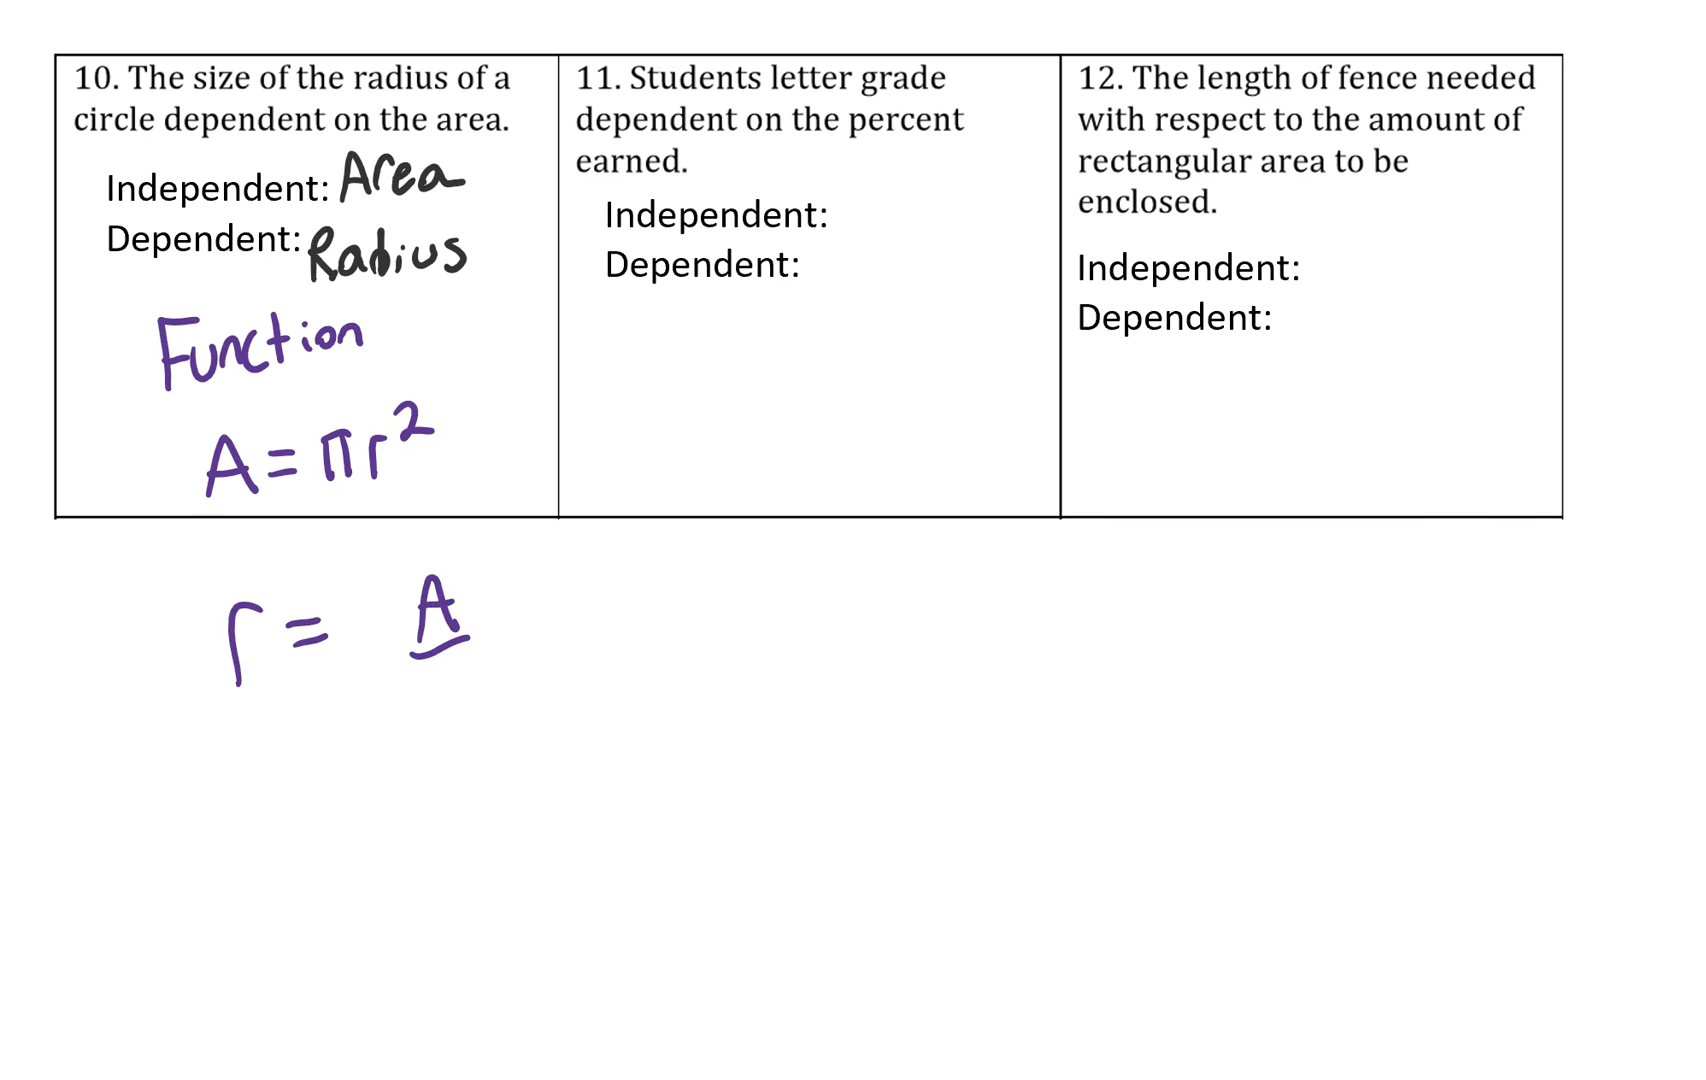 10. The size of the radius of a
circle dependent on the area.
Independent: Area
Dependent: Radius
Function
A = πr²
11. Students letter grade
dependent on the percent
earned.
Independent:
Dependent:
12. The length of fence needed
with respect to the amount of
rectangular area to be
enclosed.
Independent:
Dependent:
r = A